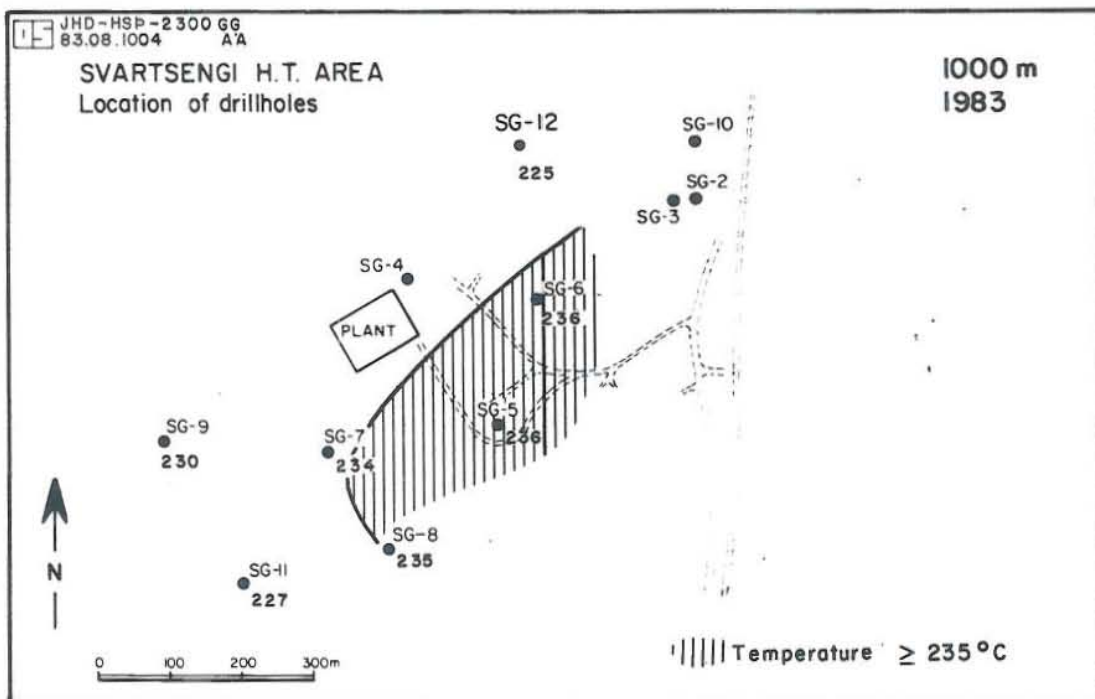 OS JHD-HSÞ-2300 GG
83.08.1004 A'A
SVARTSENGI H.T. AREA
Location of drillholes
1000 m
1983
SG-12
225
SG-10
SG-2
SG-3
SG-4
SG-6
236
PLANT
SG-5
236
SG-9
230
SG-7
234
SG-8
235
SG-11
227
N
0 100 200 300m
Temperature ≥ 235°C